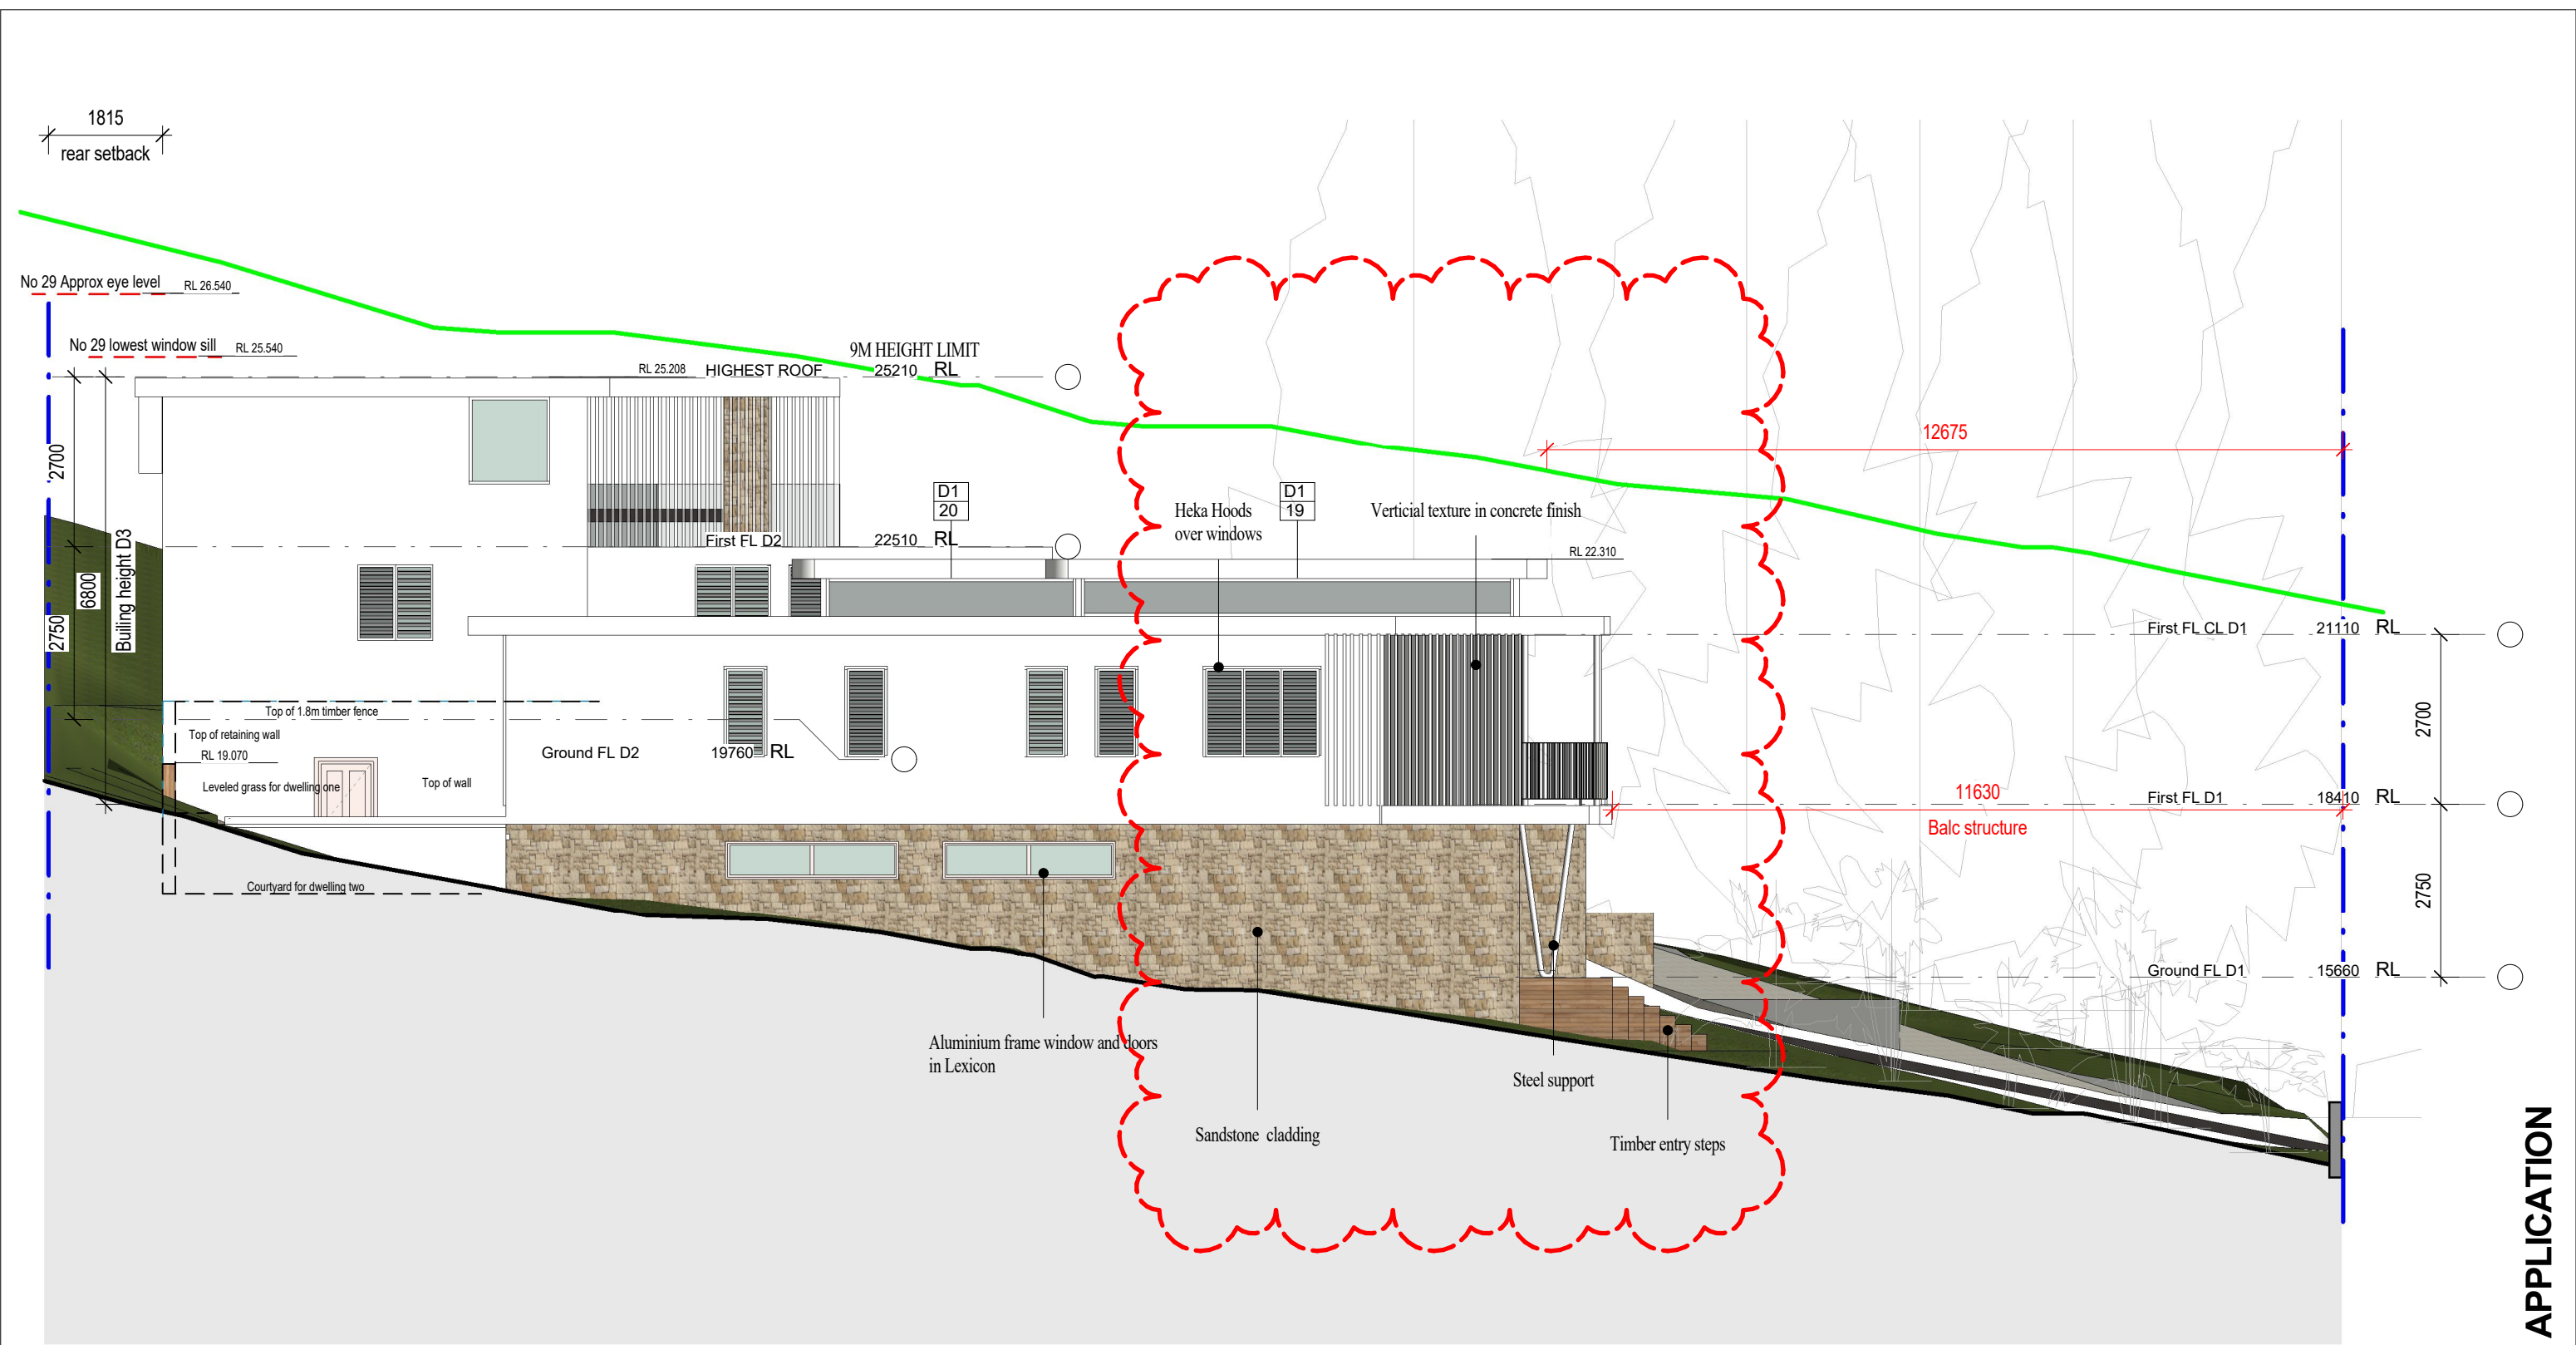 1815
rear setback
No 29 Approx eye level
RL 26.540
No 29 lowest window sill
RL 25.540
9M HEIGHT LIMIT
RL 25.208
HIGHEST ROOF
25210 RL
12675
2700
D1
20
D1
19
Heka Hoods
over windows
Verticial texture in concrete finish
First FL D2
22510 RL
RL 22.310
6800
Builing height D3
2750
First FL CL D1
21110 RL
Top of 1.8m timber fence
Top of retaining wall
RL 19.070
Ground FL D2
19760 RL
2700
Leveled grass for dwelling one
Top of wall
11630
Balc structure
First FL D1
18410 RL
Courtyard for dwelling two
2750
Ground FL D1
15660 RL
Aluminium frame window and doors
in Lexicon
Steel support
Sandstone cladding
Timber entry steps
APPLICATION